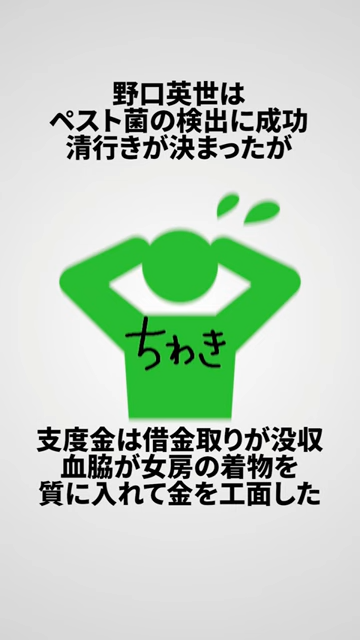 野口英世は
ペスト菌の検出に成功
清行きが決まったが
ちわき
支度金は借金取りが没収
血脇が女房の着物を
質に入れて金を工面した